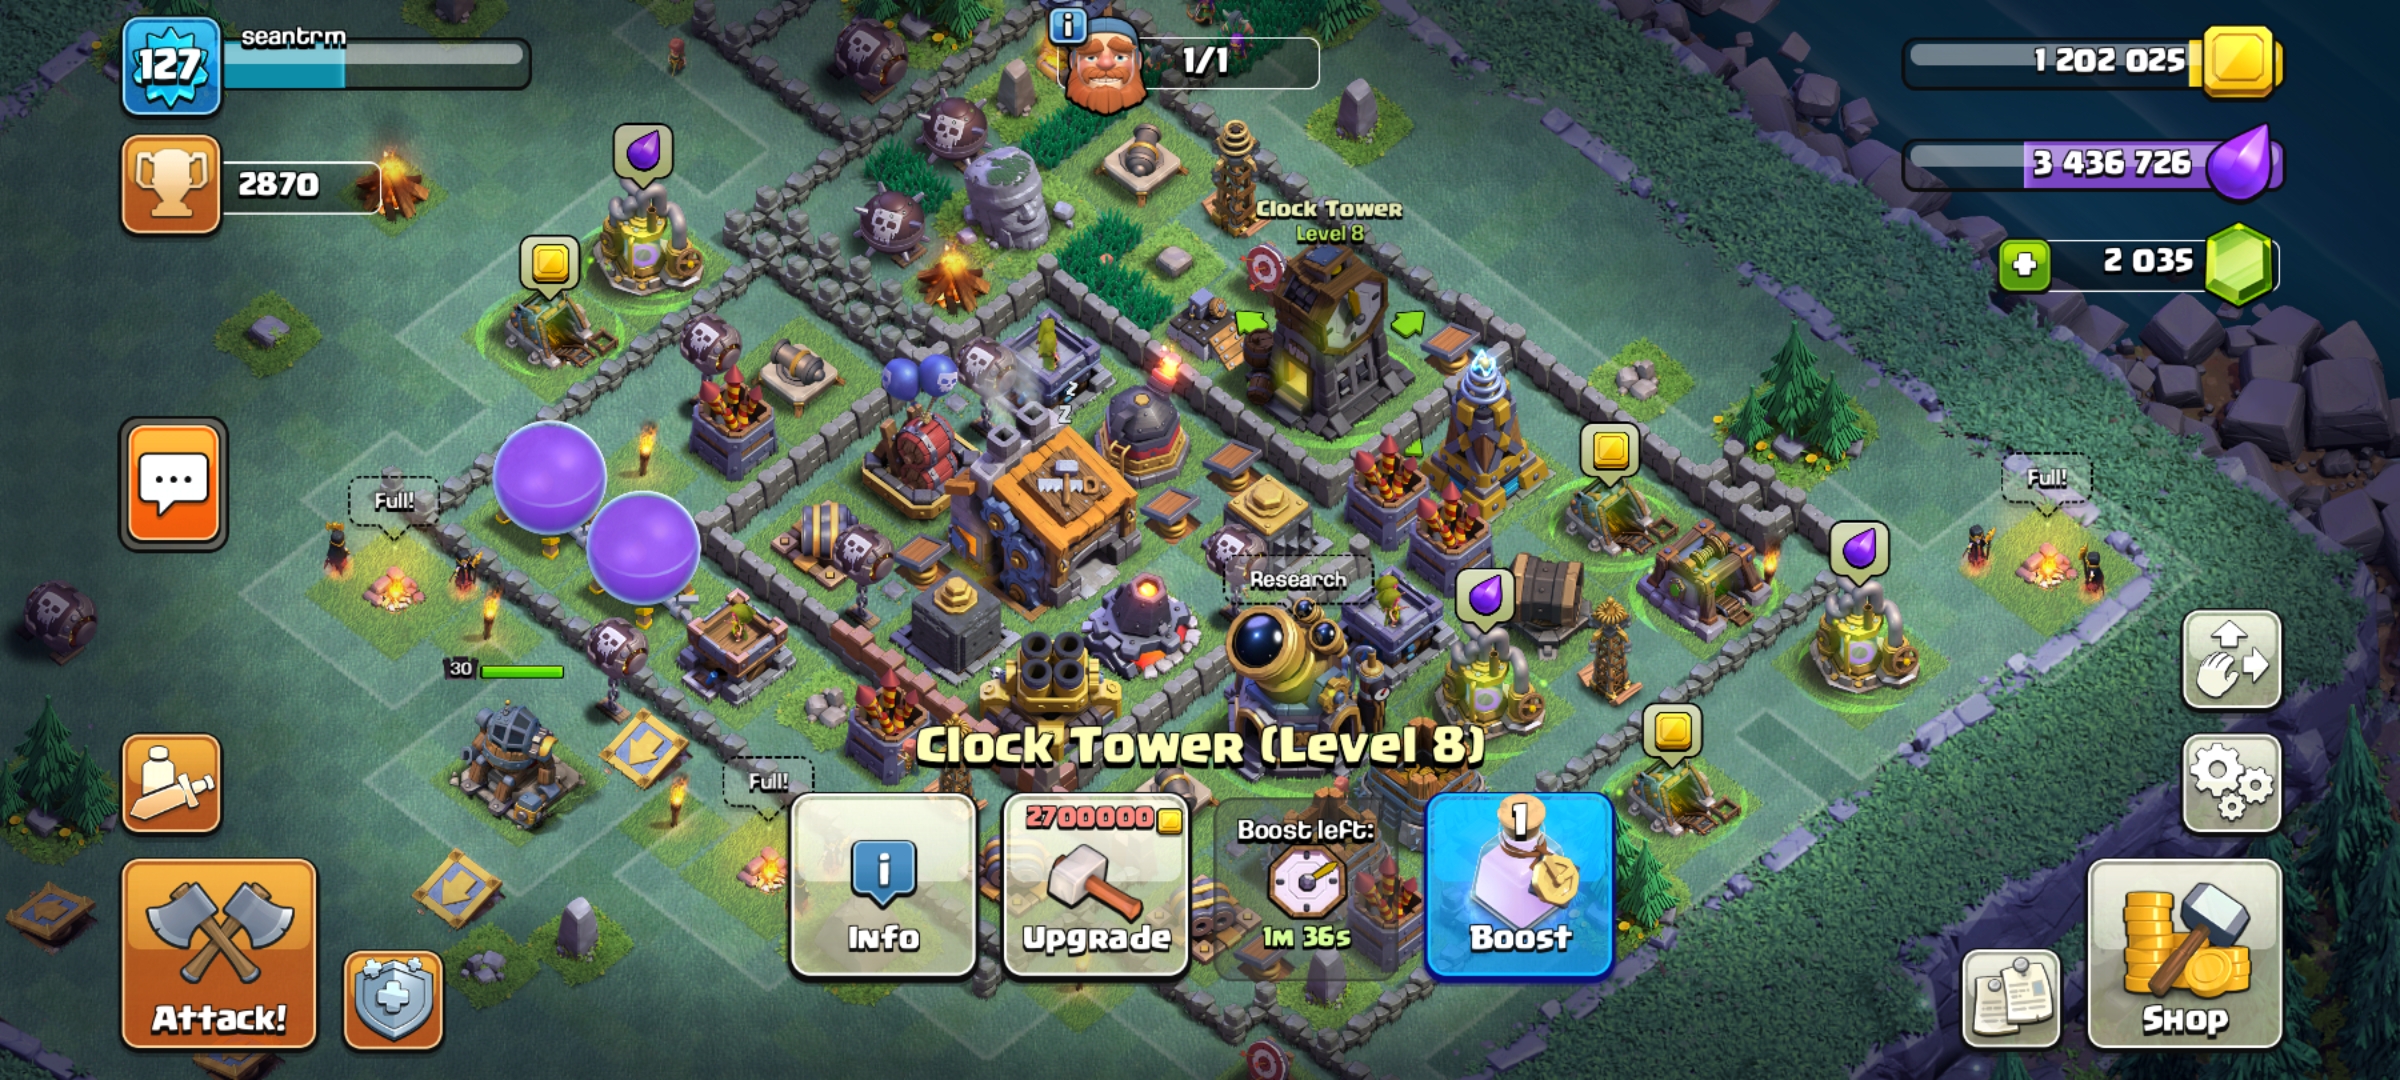 127
seantrm
1/1
1 202 025
3 436 726
2870
2 035
Clock Tower
Level 8
Full!
Full!
Research
z
Z
30
Clock Tower (Level 8)
Full!
2700000
Boost left:
1
1M 36s
Info
Upgrade
Boost
Attack!
Shop